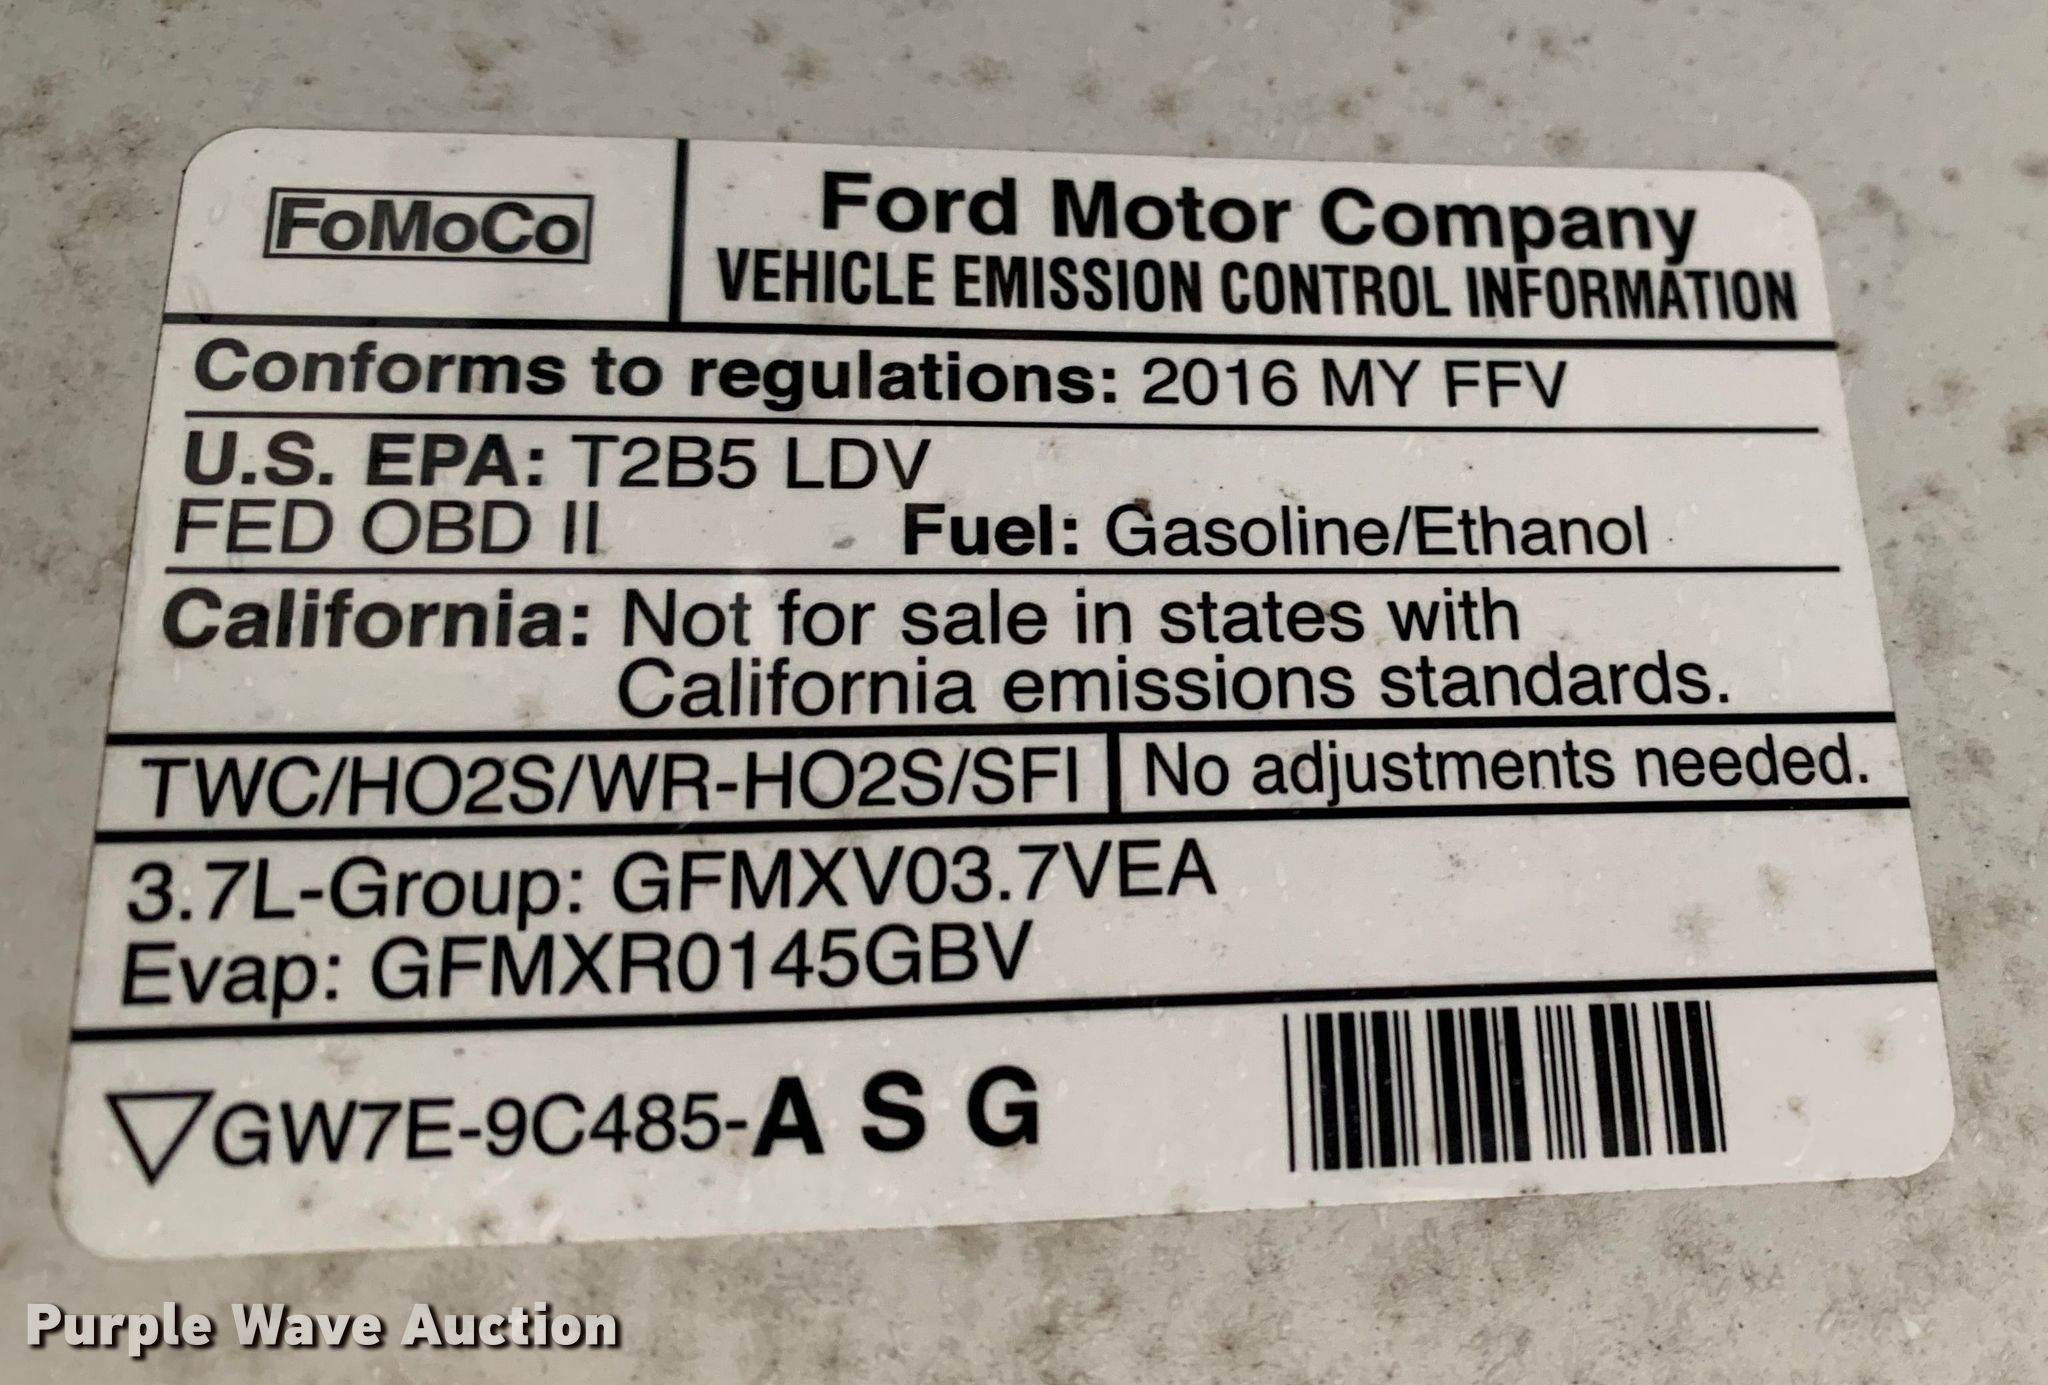 FoMoCo
Ford Motor Company
VEHICLE EMISSION CONTROL INFORMATION
Conforms to regulations: 2016 MY FFV
U.S. EPA: T2B5 LDV
FED OBD II Fuel: Gasoline/Ethanol
California: Not for sale in states with
California emissions standards.
TWC/HO2S/WR-HO2S/SFI No adjustments needed.
3.7L-Group: GFMXV03.7VEA
Evap: GFMXR0145GBV
GW7E-9C485-A S G
Purple Wave Auction